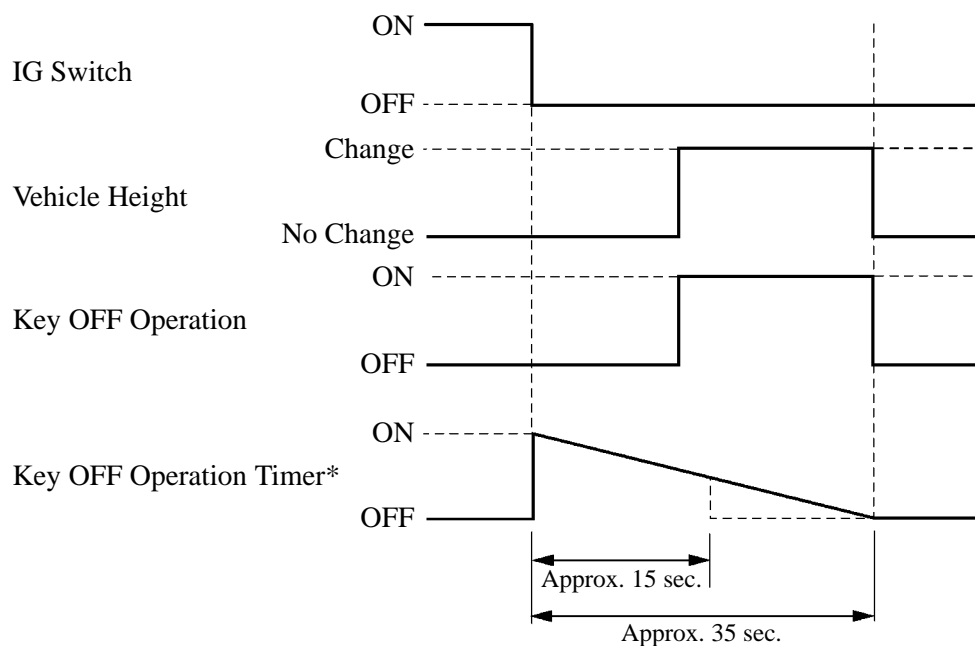 ON
IG Switch
OFF
Change
Vehicle Height
No Change
ON
Key OFF Operation
OFF
ON
Key OFF Operation Timer*
OFF
Approx. 15 sec.
Approx. 35 sec.